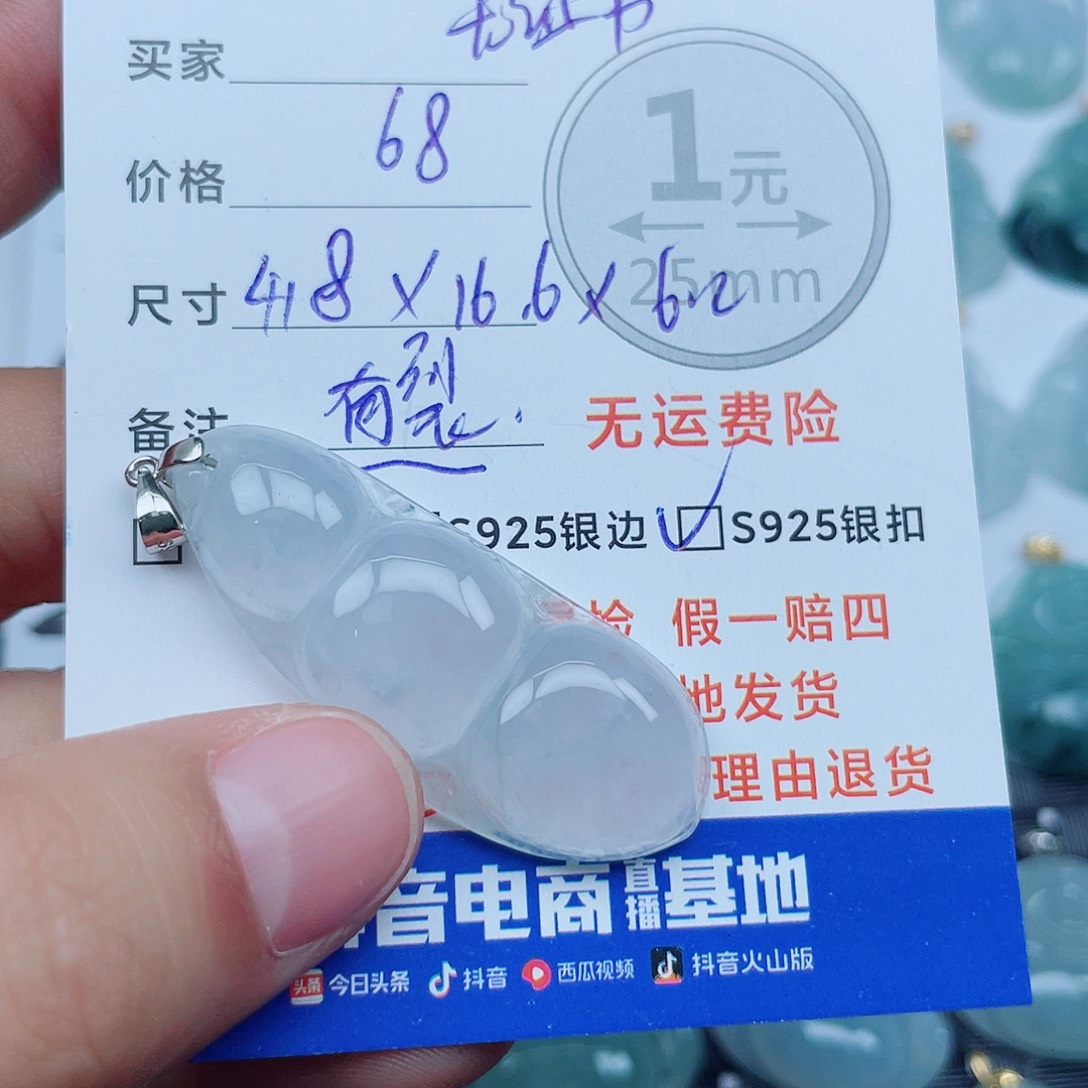 买家
68
价格
1元
25mm
尺寸 41.8 × 16.6 × 6.2
备注 有裂.
无运费险
S925银边 S925银扣
检 假一赔四
地发货
理由退货
音电商直播基地
头条 今日头条 抖音 西瓜视频 抖音火山版